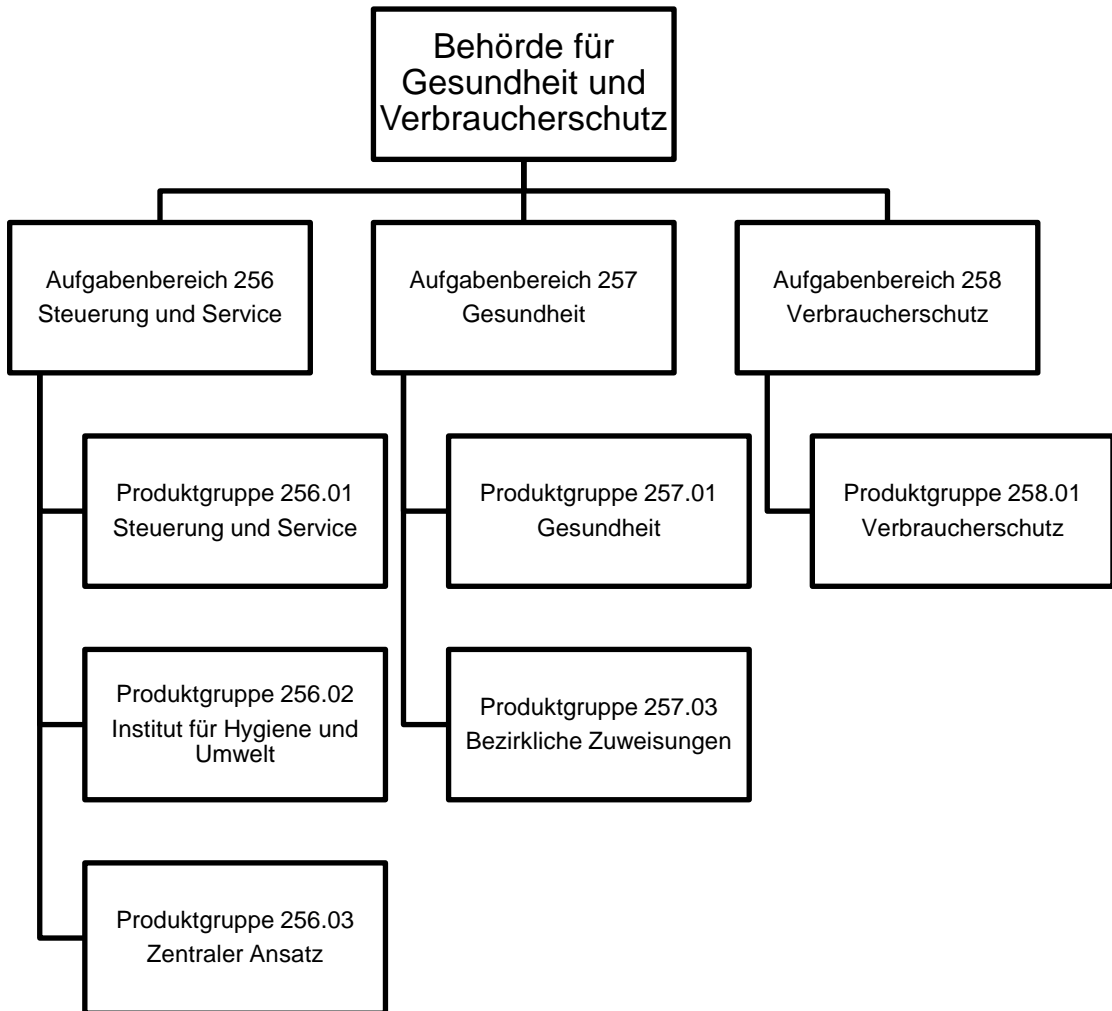 Behörde für
Gesundheit und
Verbraucherschutz
Aufgabenbereich 256
Steuerung und Service
Aufgabenbereich 257
Gesundheit
Aufgabenbereich 258
Verbraucherschutz
Produktgruppe 256.01
Steuerung und Service
Produktgruppe 257.01
Gesundheit
Produktgruppe 258.01
Verbraucherschutz
Produktgruppe 256.02
Institut für Hygiene und
Umwelt
Produktgruppe 257.03
Bezirkliche Zuweisungen
Produktgruppe 256.03
Zentraler Ansatz